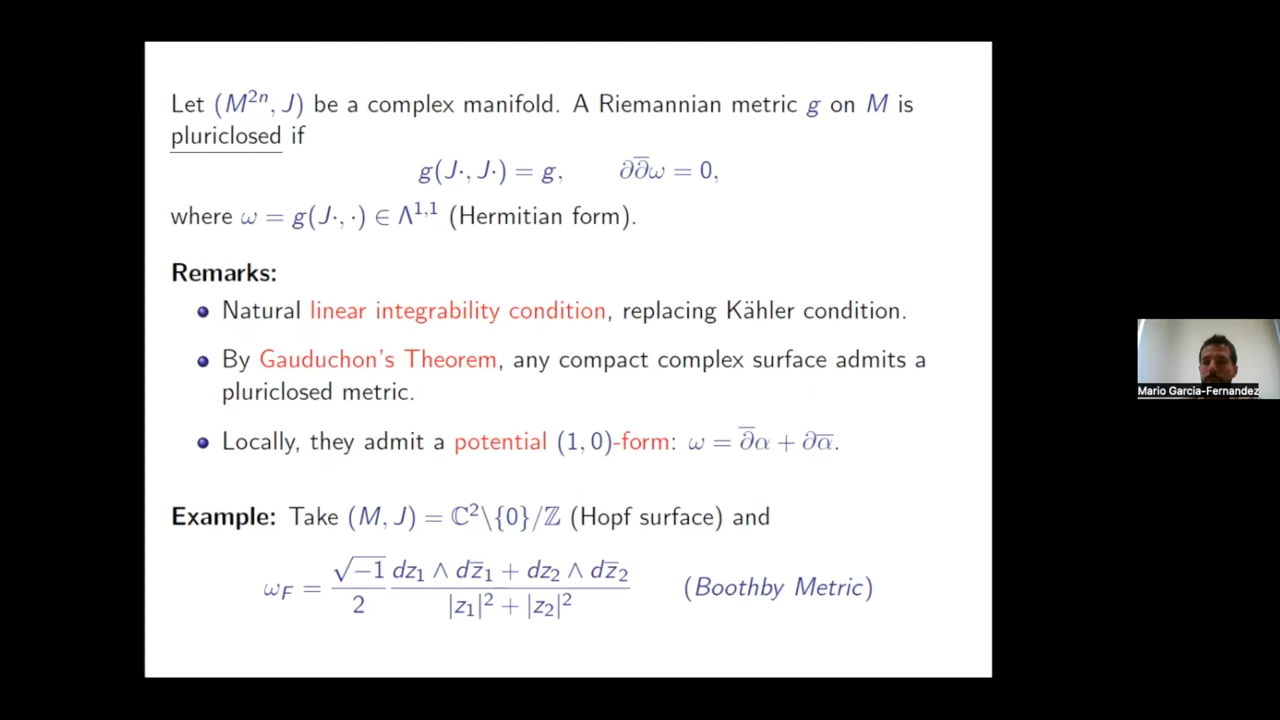 Let (M²ⁿ, J) be a complex manifold. A Riemannian metric g on M is
pluriclosed if
g(J·, J·) = g, ∂∂̅ω = 0,
where ω = g(J·, ·) ∈ Λ¹·¹ (Hermitian form).
Remarks:
• Natural linear integrability condition, replacing Kähler condition.
• By Gauduchon's Theorem, any compact complex surface admits a
pluriclosed metric.
• Locally, they admit a potential (1, 0)-form: ω = ∂̅α + ∂α̅.
Example: Take (M, J) = ℂ²\{0}/ℤ (Hopf surface) and
ω_F = √−1/2 (dz₁ ∧ dz̅₁ + dz₂ ∧ dz̅₂)/(|z₁|² + |z₂|²) (Boothby Metric)
Mario Garcia-Fernandez